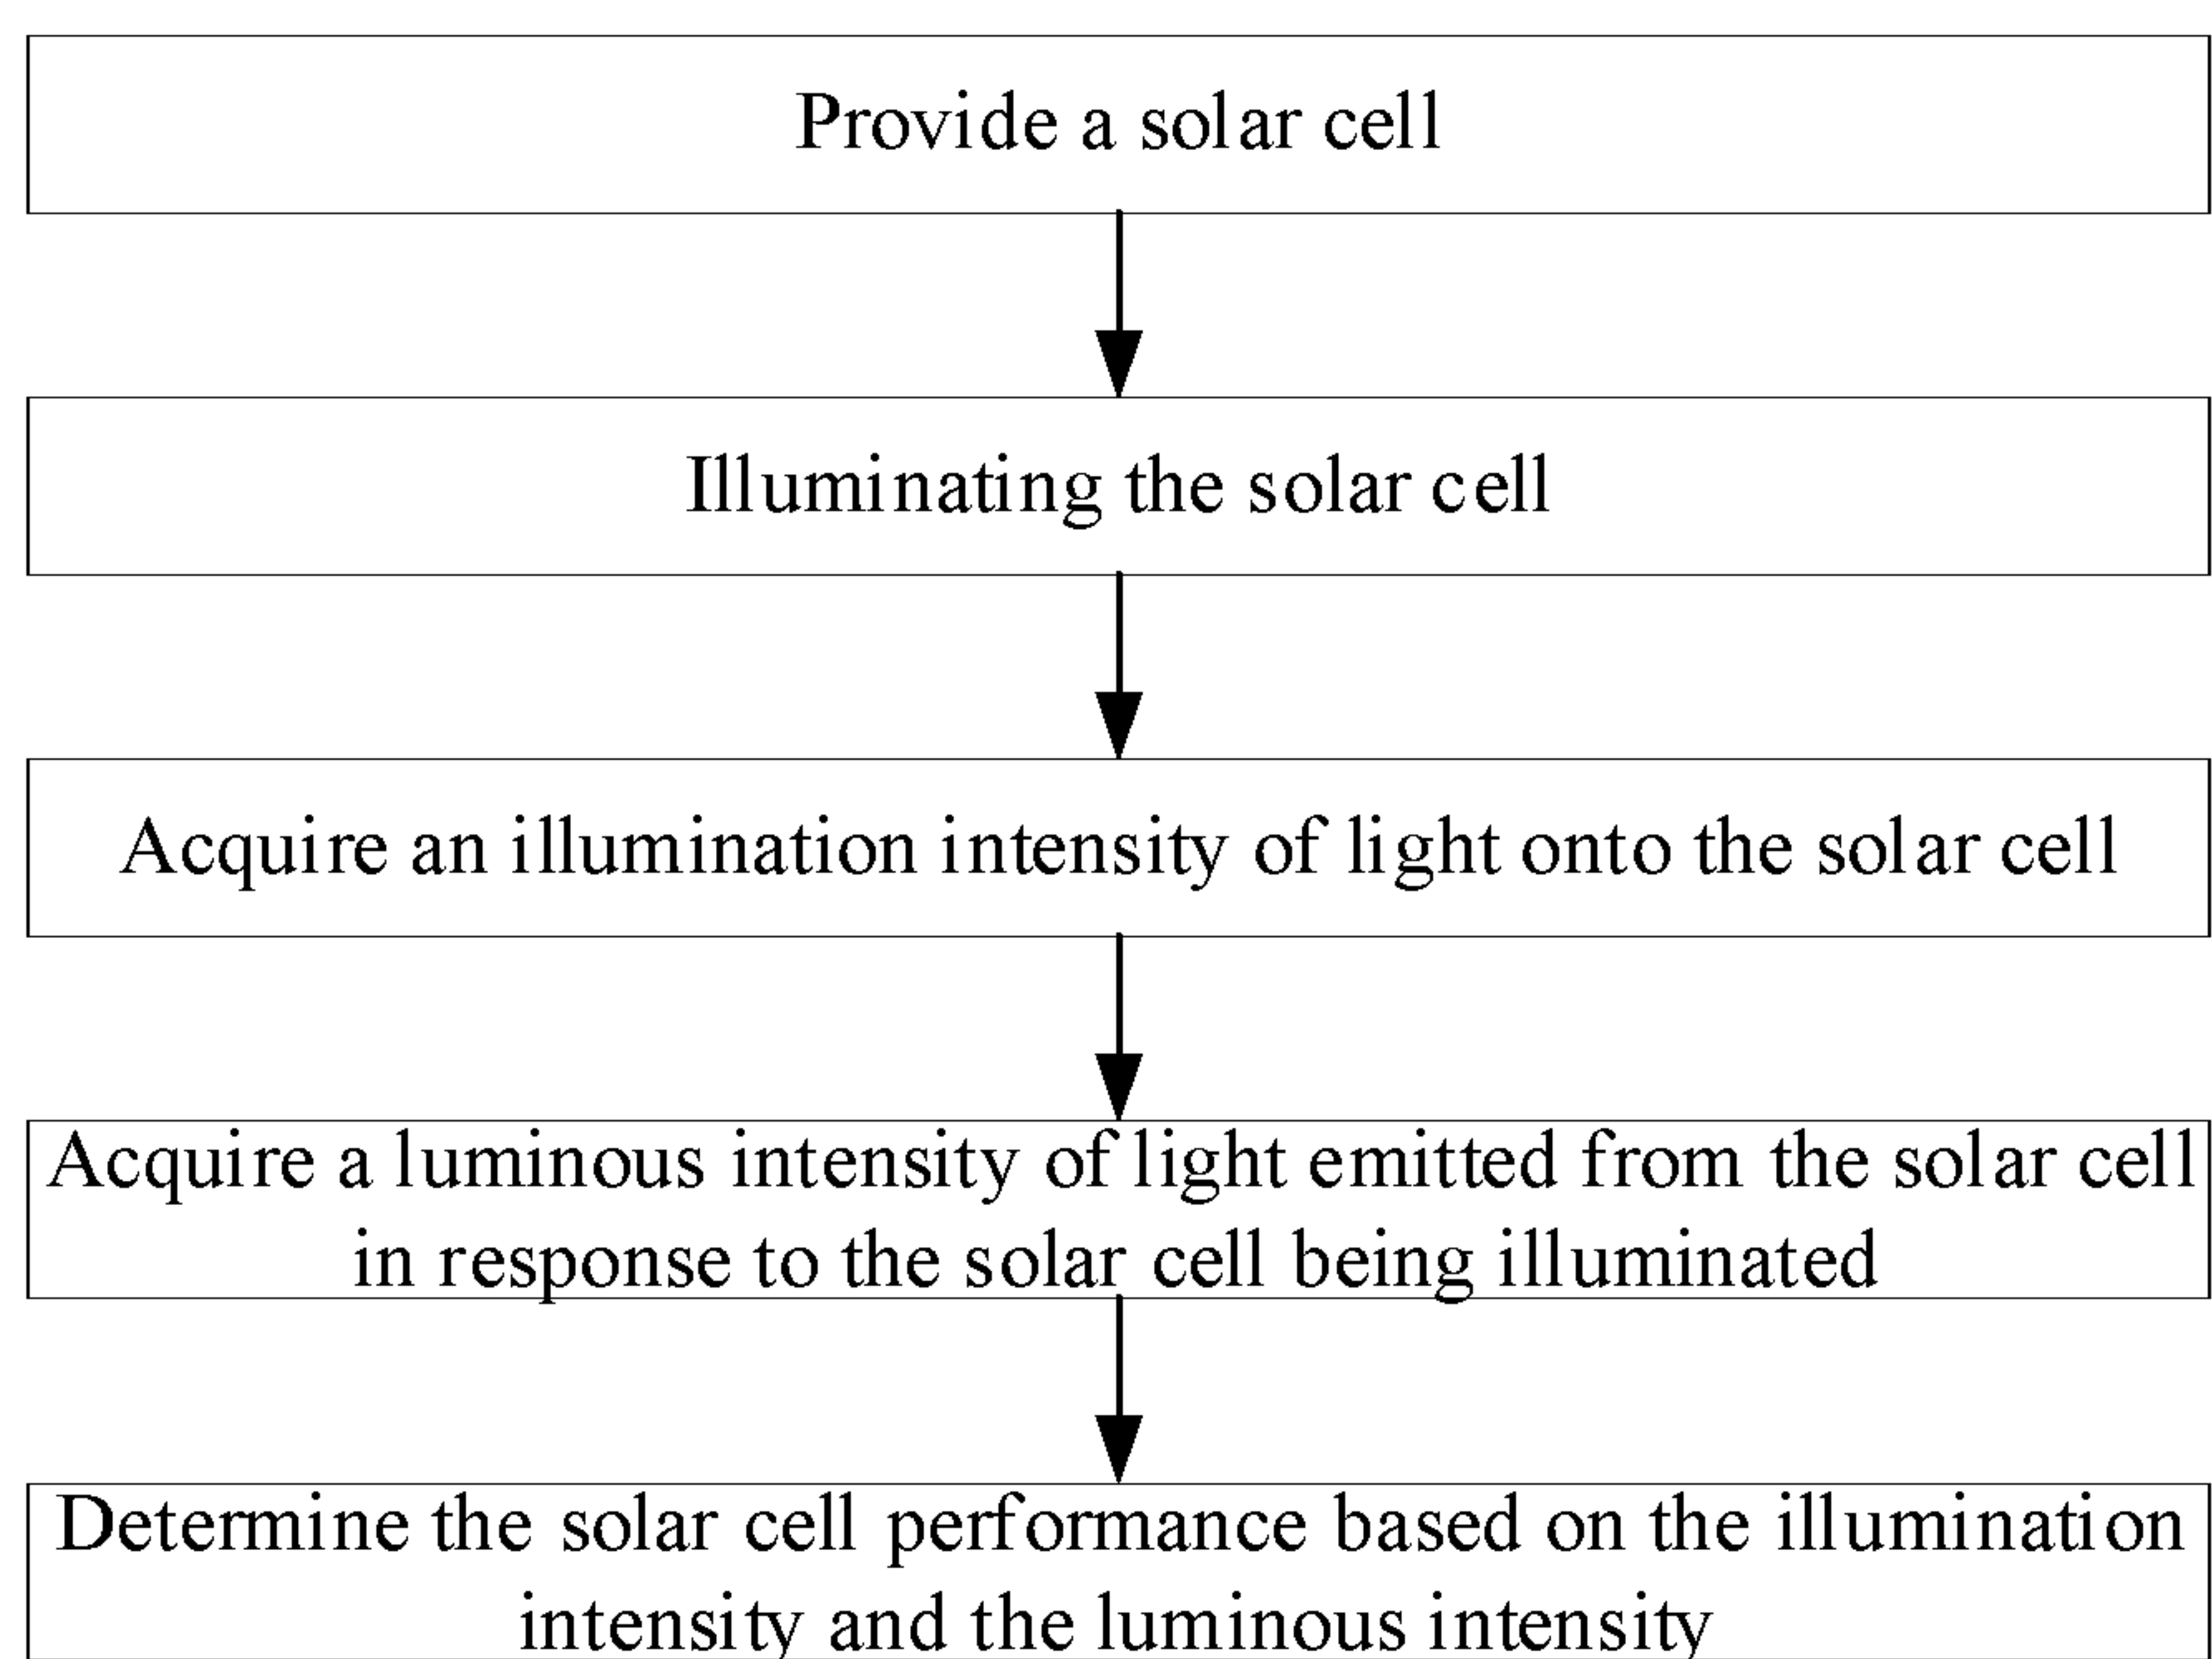 Provide a solar cell
Illuminating the solar cell
Acquire an illumination intensity of light onto the solar cell
Acquire a luminous intensity of light emitted from the solar cell
in response to the solar cell being illuminated
Determine the solar cell performance based on the illumination
intensity and the luminous intensity